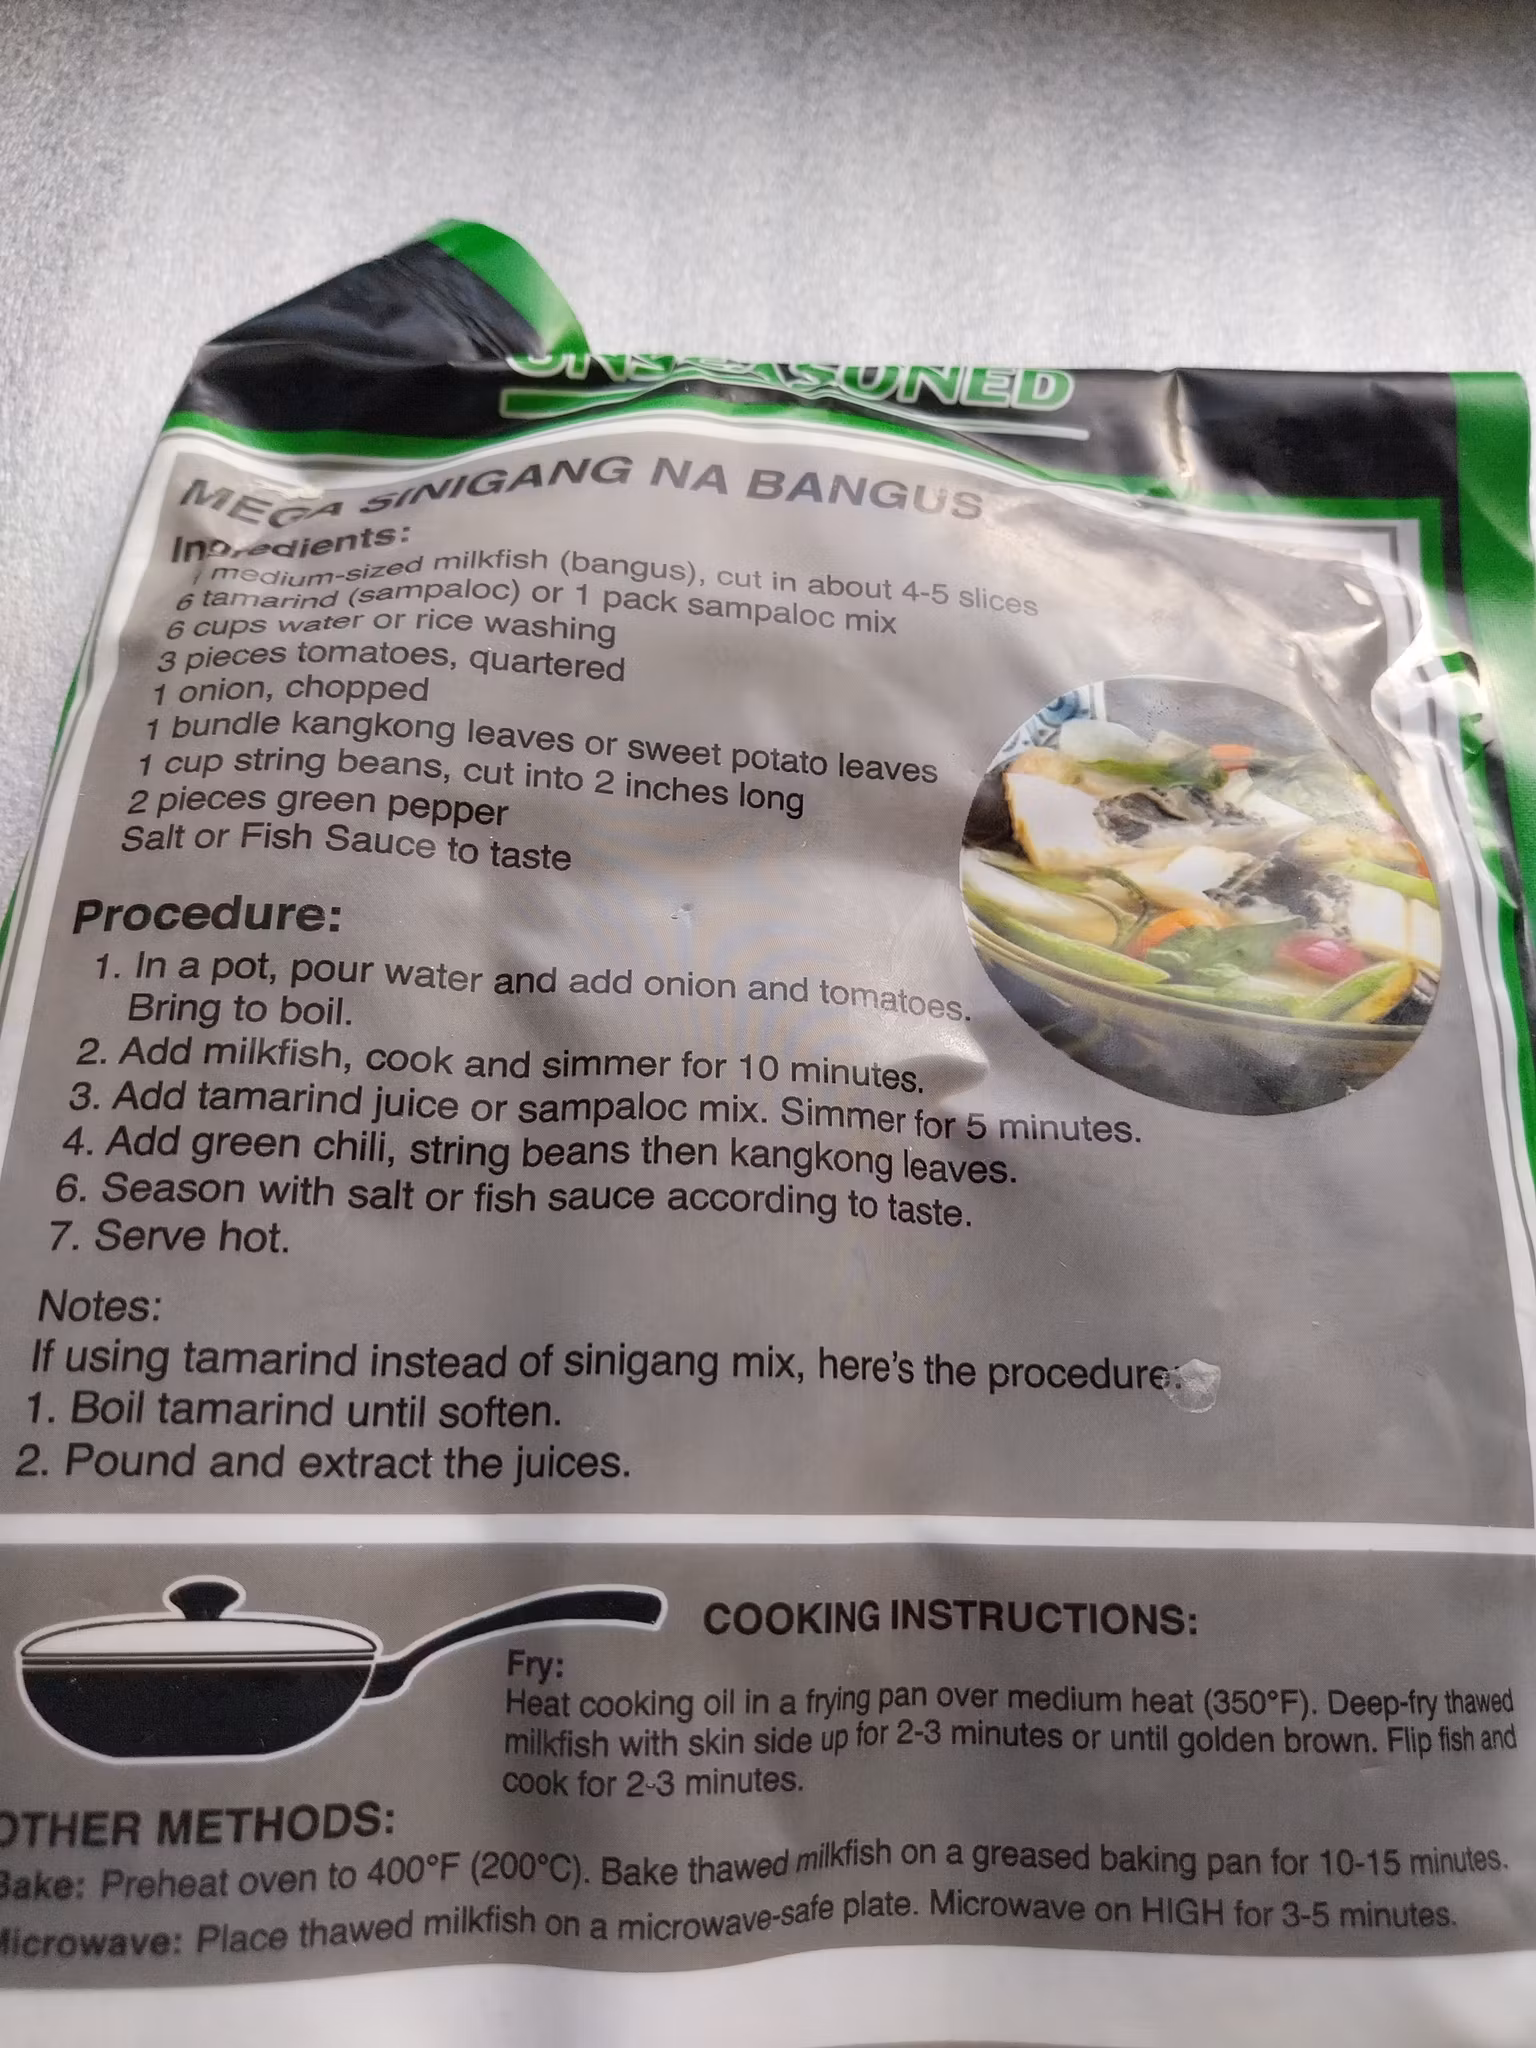 UNSEASONED
MEGA SINIGANG NA BANGUS
Ingredients:
1 medium-sized milkfish (bangus), cut in about 4-5 slices
6 tamarind (sampaloc) or 1 pack sampaloc mix
6 cups water or rice washing
3 pieces tomatoes, quartered
1 onion, chopped
1 bundle kangkong leaves or sweet potato leaves
1 cup string beans, cut into 2 inches long
2 pieces green pepper
Salt or Fish Sauce to taste
Procedure:
1. In a pot, pour water and add onion and tomatoes.
Bring to boil.
2. Add milkfish, cook and simmer for 10 minutes.
3. Add tamarind juice or sampaloc mix. Simmer for 5 minutes.
4. Add green chili, string beans then kangkong leaves.
6. Season with salt or fish sauce according to taste.
7. Serve hot.
Notes:
If using tamarind instead of sinigang mix, here's the procedure:
1. Boil tamarind until soften.
2. Pound and extract the juices.
COOKING INSTRUCTIONS:
Fry:
Heat cooking oil in a frying pan over medium heat (350°F). Deep-fry thawed
milkfish with skin side up for 2-3 minutes or until golden brown. Flip fish and
cook for 2-3 minutes.
OTHER METHODS:
Bake: Preheat oven to 400°F (200°C). Bake thawed milkfish on a greased baking pan for 10-15 minutes.
Microwave: Place thawed milkfish on a microwave-safe plate. Microwave on HIGH for 3-5 minutes.